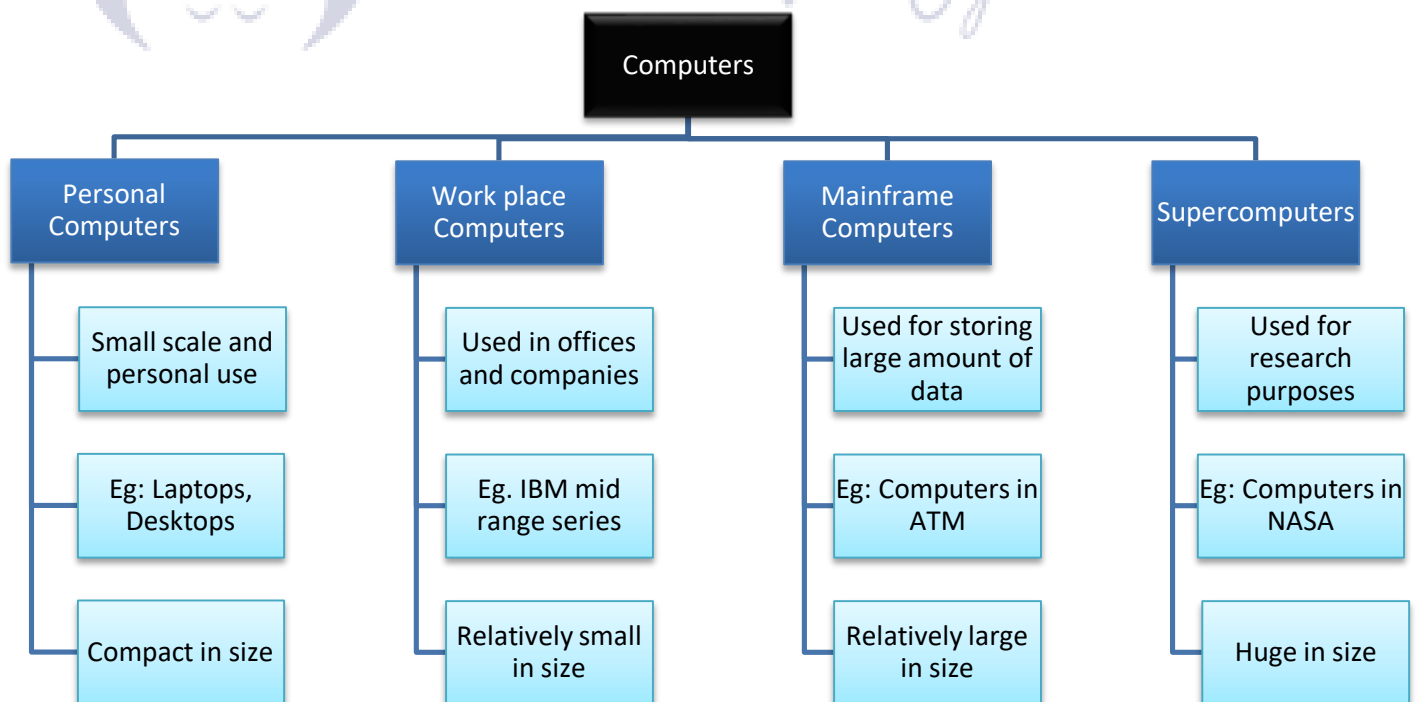 Computers
Personal
Computers
Small scale and
personal use
Eg: Laptops,
Desktops
Compact in size
Work place
Computers
Used in offices
and companies
Eg. IBM mid
range series
Relatively small
in size
Mainframe
Computers
Used for storing
large amount of
data
Eg: Computers in
ATM
Relatively large
in size
Supercomputers
Used for
research
purposes
Eg: Computers in
NASA
Huge in size